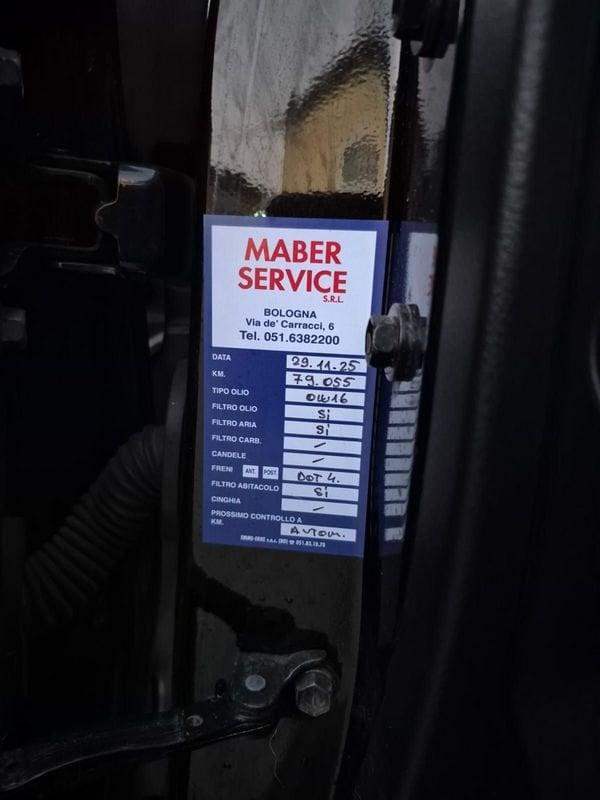 MABER
SERVICE
S.R.L.
BOLOGNA
Via de' Carracci, 6
Tel. 051.6382200
DATA 29.11.25
KM. 79.055
TIPO OLIO 0W16
FILTRO OLIO Si
FILTRO ARIA Si
FILTRO CARB. –
CANDELE –
FRENI ANT. POST. DOT 4.
FILTRO ABITACOLO Si
CINGHIA –
PROSSIMO CONTROLLO A
KM. AUTOM.